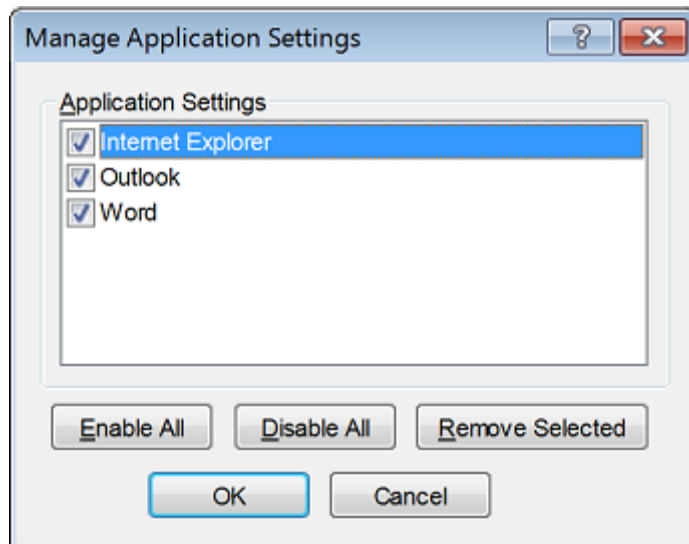 Manage Application Settings
?
Application Settings
Internet Explorer
Outlook
Word
Enable All
Disable All
Remove Selected
OK
Cancel